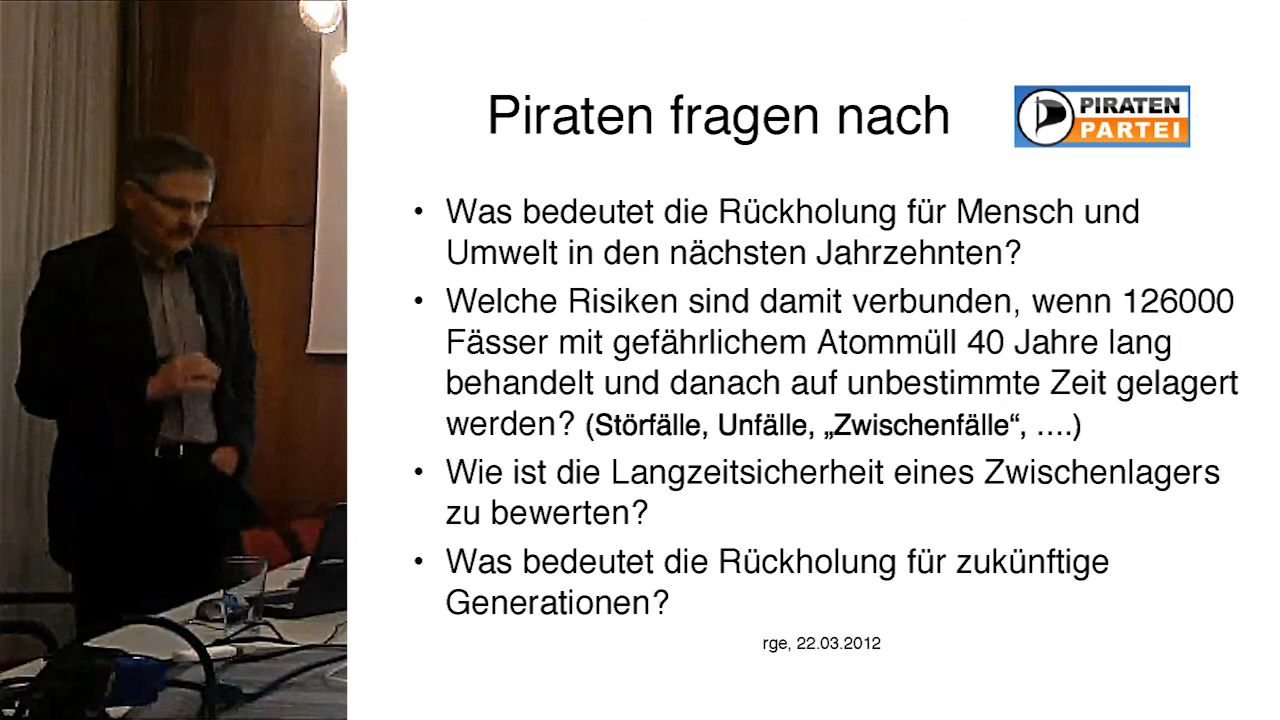 Piraten fragen nach
PIRATEN
PARTEI
• Was bedeutet die Rückholung für Mensch und
Umwelt in den nächsten Jahrzehnten?
• Welche Risiken sind damit verbunden, wenn 126000
Fässer mit gefährlichem Atommüll 40 Jahre lang
behandelt und danach auf unbestimmte Zeit gelagert
werden? (Störfälle, Unfälle, „Zwischenfälle“, ….)
• Wie ist die Langzeitsicherheit eines Zwischenlagers
zu bewerten?
• Was bedeutet die Rückholung für zukünftige
Generationen?
rge, 22.03.2012